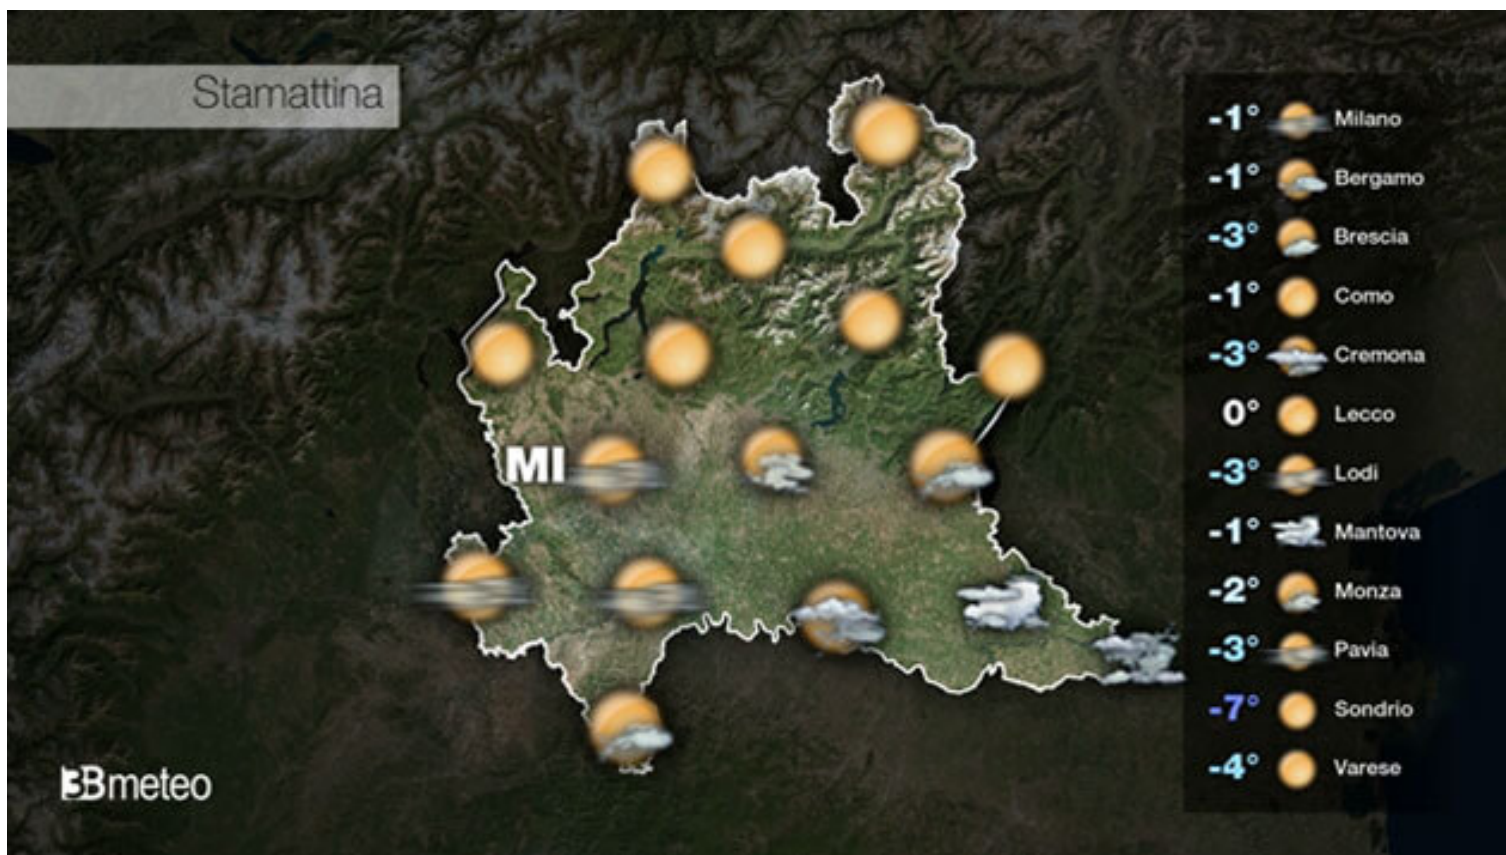 Stamattina
-1° Milano
-1° Bergamo
-3° Brescia
-1° Como
-3° Cremona
0° Lecco
-3° Lodi
-1° Mantova
-2° Monza
-3° Pavia
-7° Sondrio
-4° Varese
MI
3Bmeteo